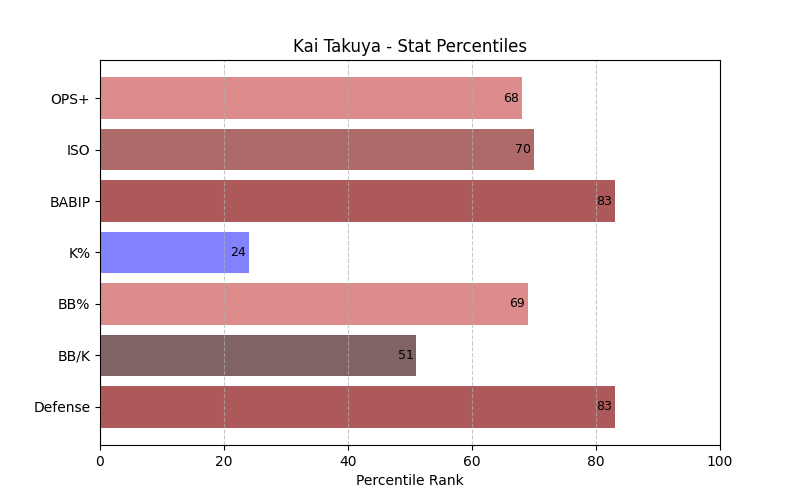 Kai Takuya - Stat Percentiles
OPS+ 68
ISO 70
BABIP 83
K% 24
BB% 69
BB/K 51
Defense 83
0 20 40 60 80 100
Percentile Rank